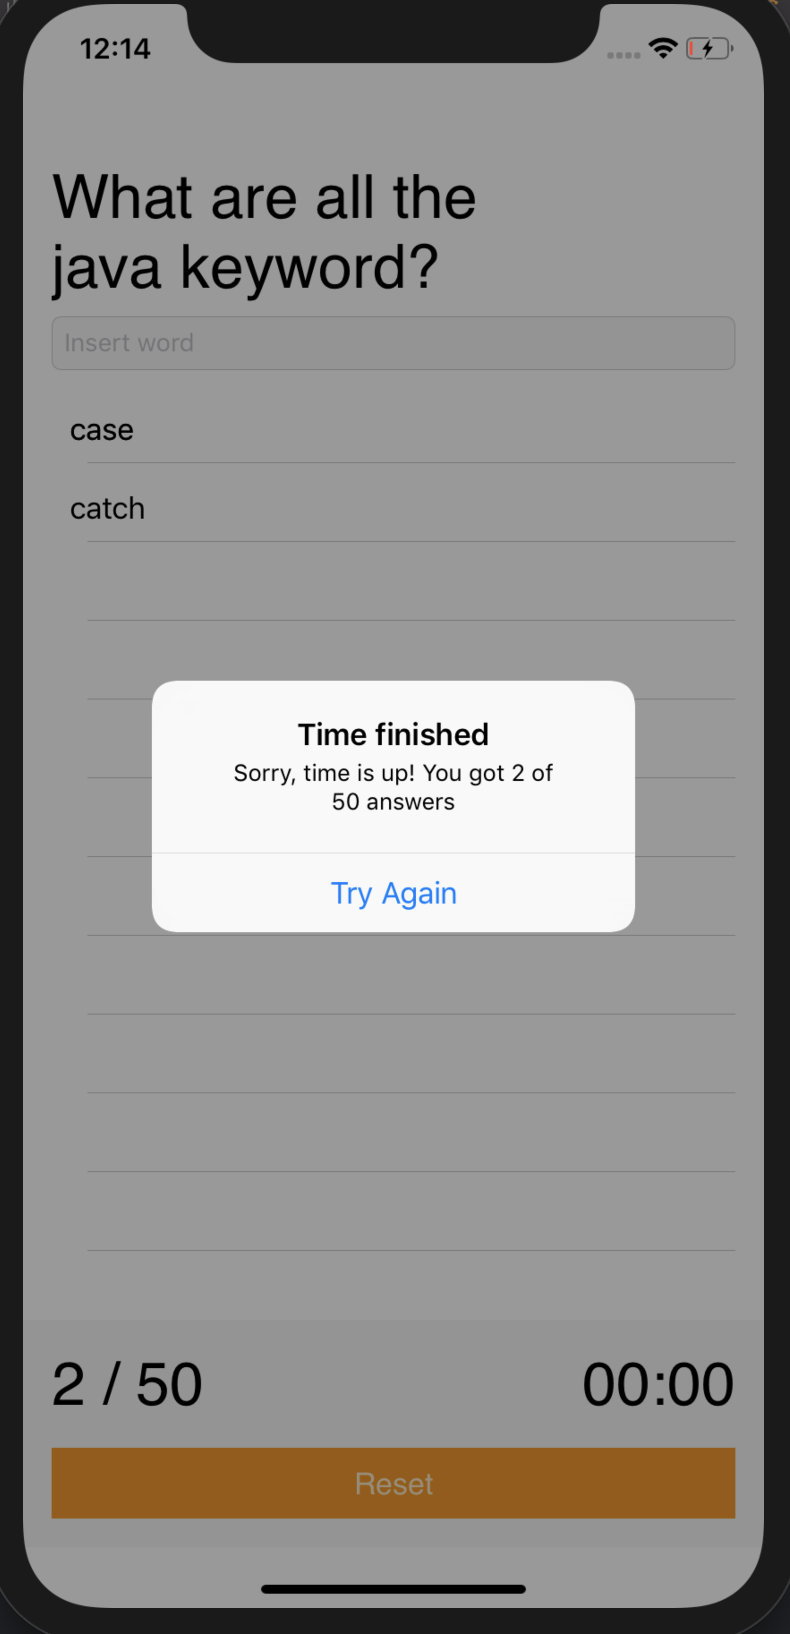 12:14
What are all the
java keyword?
Insert word
case
catch
Time finished
Sorry, time is up! You got 2 of
50 answers
Try Again
2 / 50
00:00
Reset